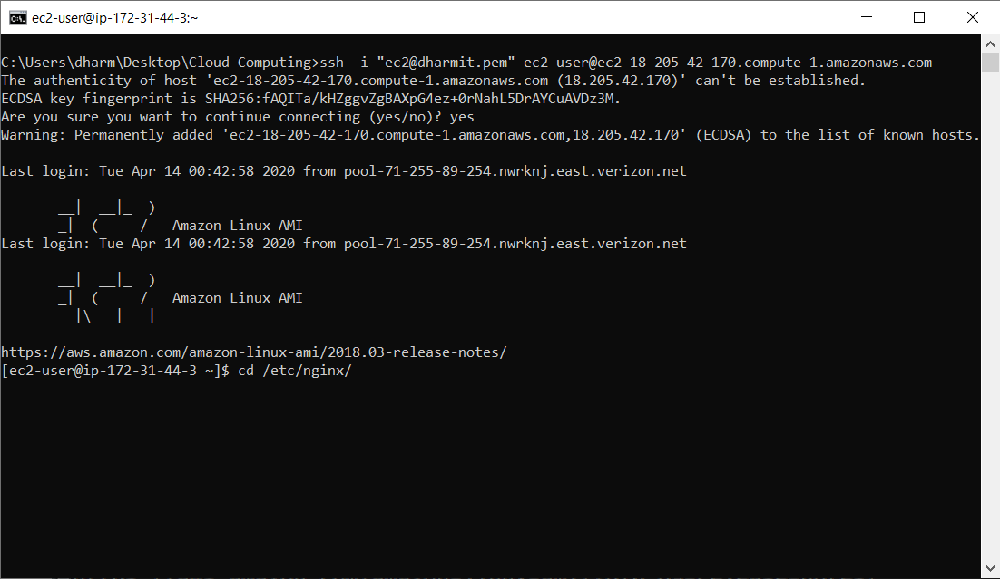 ec2-user@ip-172-31-44-3:~
C:\Users\dharm\Desktop\Cloud Computing>ssh -i "ec2@dharmit.pem" ec2-user@ec2-18-205-42-170.compute-1.amazonaws.com
The authenticity of host 'ec2-18-205-42-170.compute-1.amazonaws.com (18.205.42.170)' can't be established.
ECDSA key fingerprint is SHA256:fAQITa/kHZggvZgBAXpG4ez+0rNahL5DrAYCuAVDz3M.
Are you sure you want to continue connecting (yes/no)? yes
Warning: Permanently added 'ec2-18-205-42-170.compute-1.amazonaws.com,18.205.42.170' (ECDSA) to the list of known hosts.
Last login: Tue Apr 14 00:42:58 2020 from pool-71-255-89-254.nwrknj.east.verizon.net
       __|  __|_  )
       _|  (     /   Amazon Linux AMI
Last login: Tue Apr 14 00:42:58 2020 from pool-71-255-89-254.nwrknj.east.verizon.net
       __|  __|_  )
       _|  (     /   Amazon Linux AMI
      ___|\___|___|
https://aws.amazon.com/amazon-linux-ami/2018.03-release-notes/
[ec2-user@ip-172-31-44-3 ~]$ cd /etc/nginx/